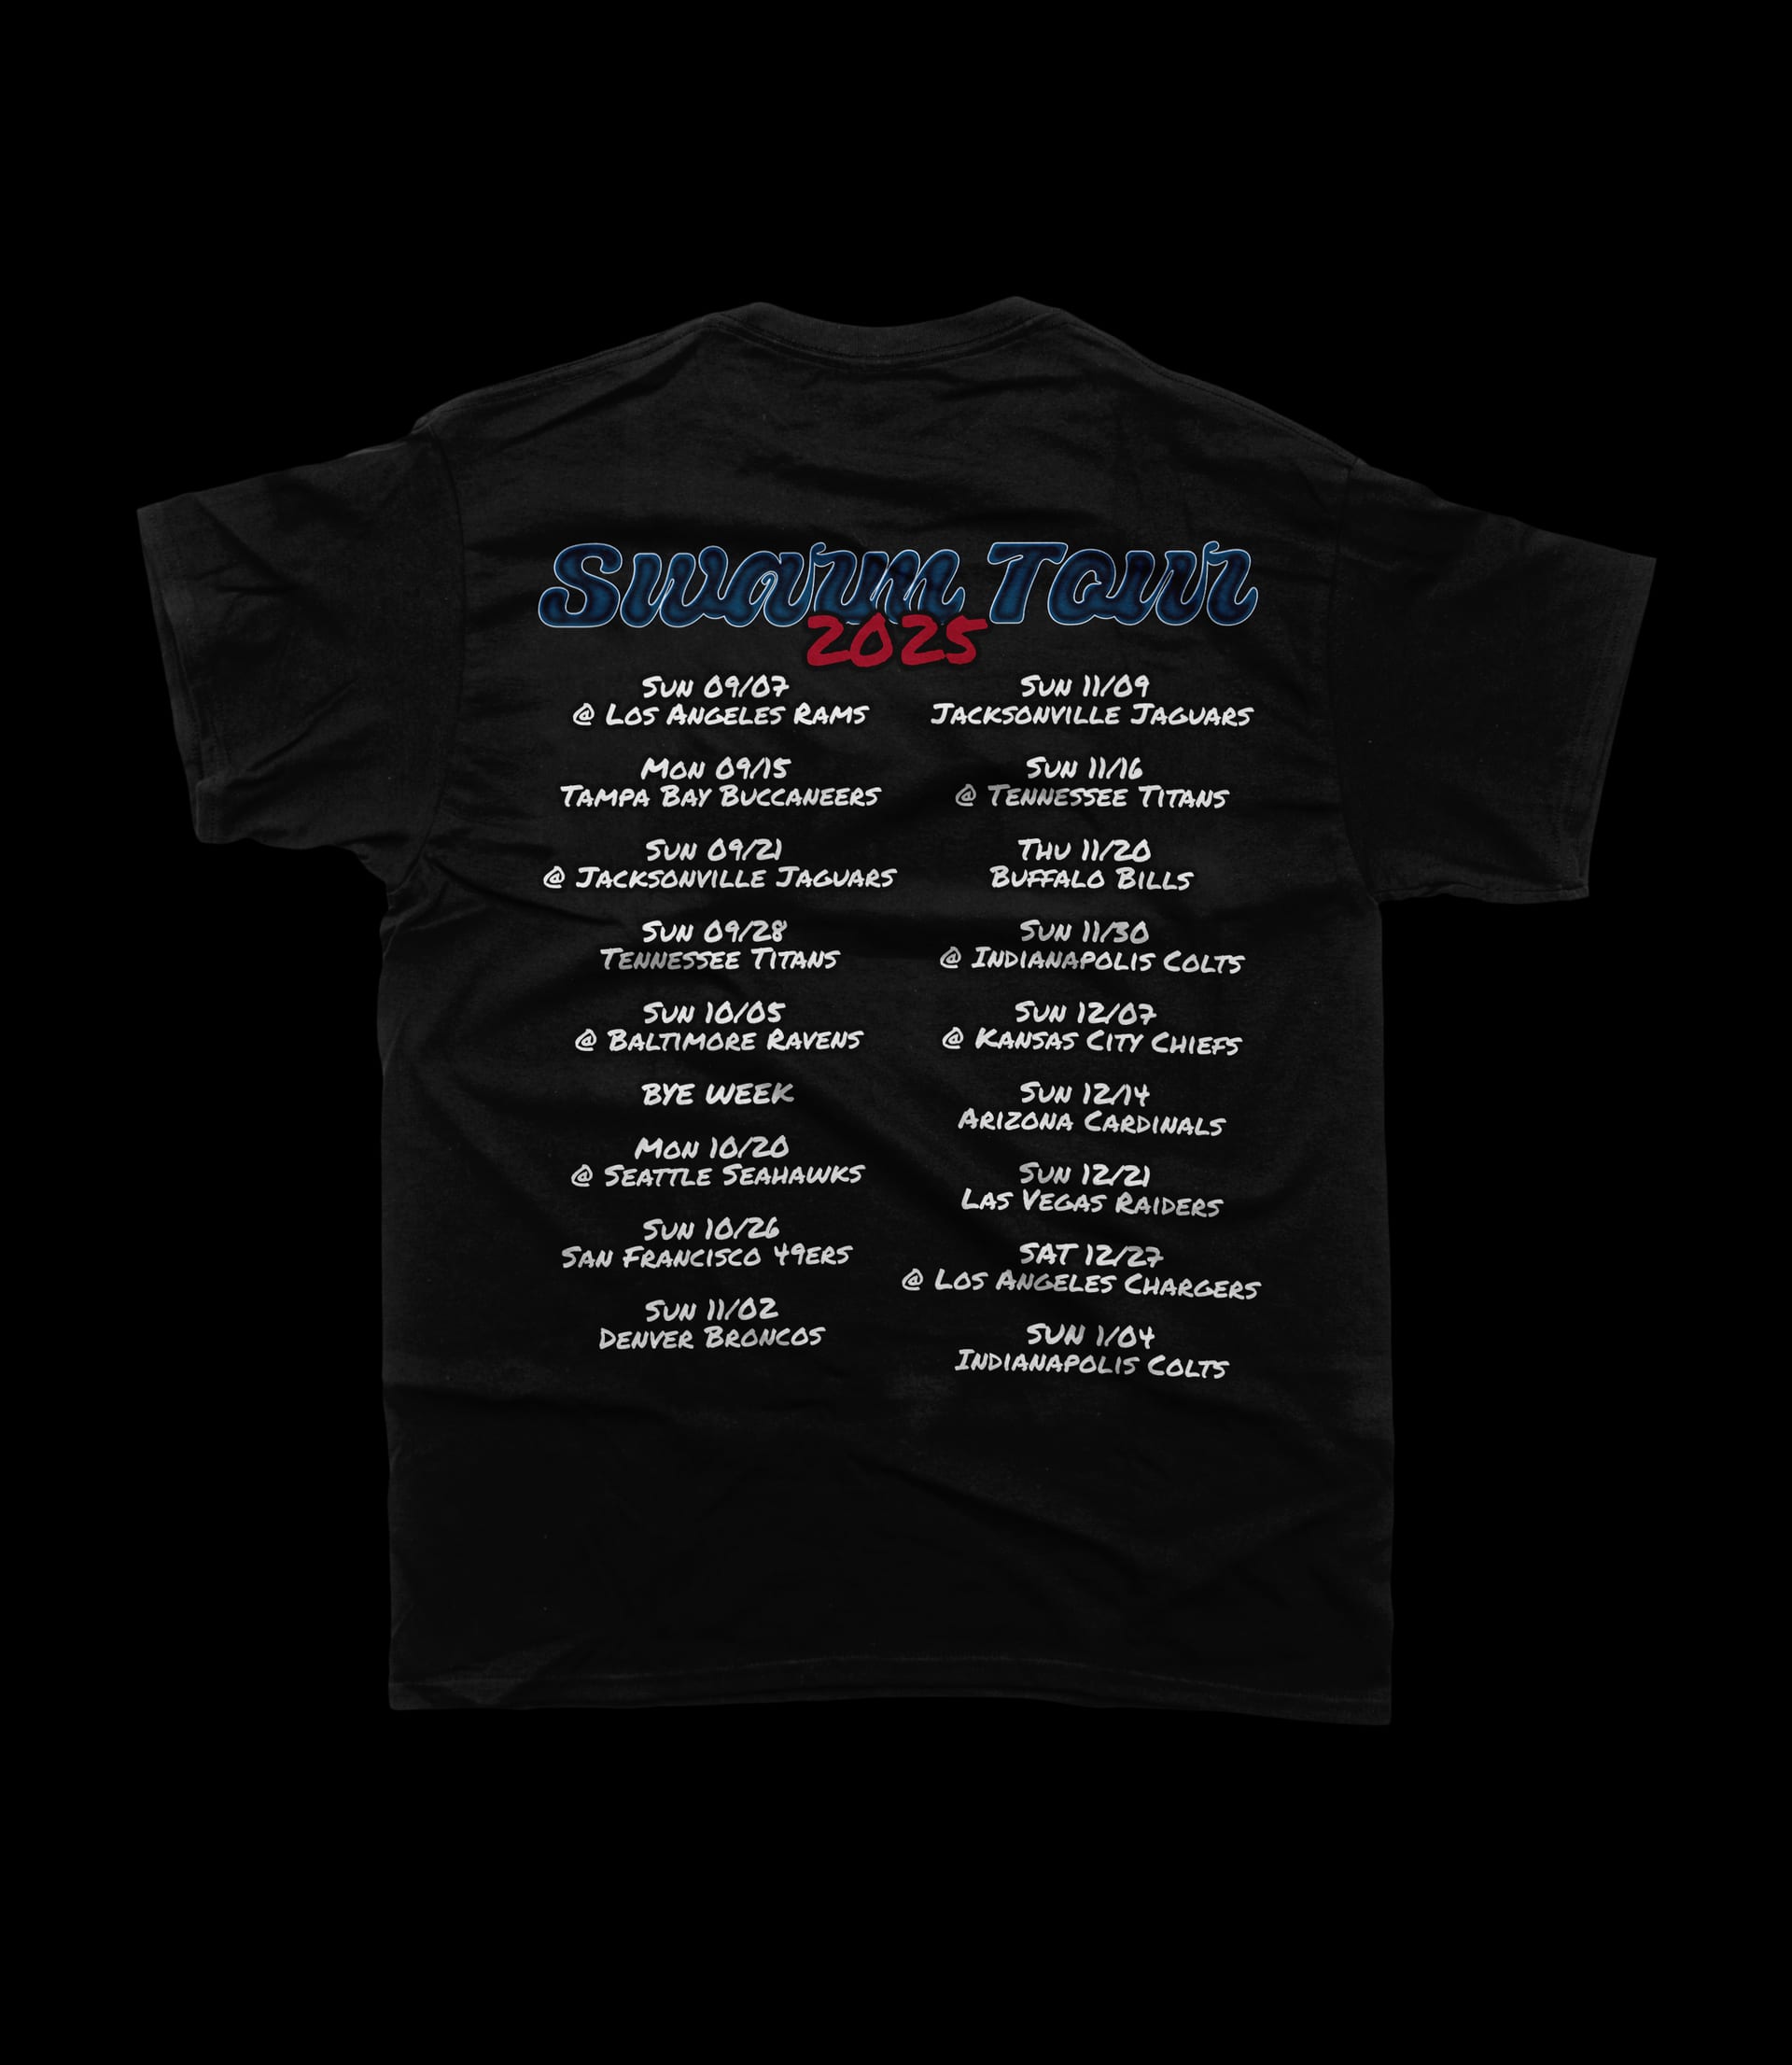 Swarm Tour
2025
Sun 09/07
@ Los Angeles Rams
Mon 09/15
Tampa Bay Buccaneers
Sun 09/21
@ Jacksonville Jaguars
Sun 09/28
Tennessee Titans
Sun 10/05
@ Baltimore Ravens
BYE WEEK
Mon 10/20
@ Seattle Seahawks
Sun 10/26
San Francisco 49ers
Sun 11/02
Denver Broncos
Sun 11/09
Jacksonville Jaguars
Sun 11/16
@ Tennessee Titans
Thu 11/20
Buffalo Bills
Sun 11/30
@ Indianapolis Colts
Sun 12/07
@ Kansas City Chiefs
Sun 12/14
Arizona Cardinals
Sun 12/21
Las Vegas Raiders
SAT 12/27
@ Los Angeles Chargers
SUN 1/04
Indianapolis Colts